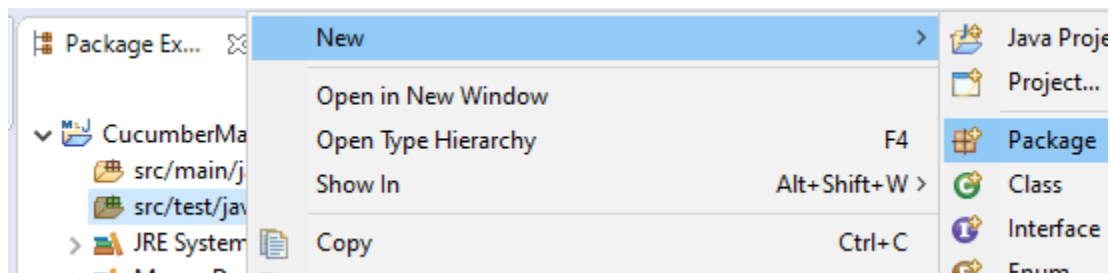 Package Ex...
CucumberMa
src/main/j
src/test/jav
JRE System
New
Open in New Window
Open Type Hierarchy F4
Show In Alt+Shift+W >
Copy Ctrl+C
Java Proje
Project...
Package
Class
Interface
Enum